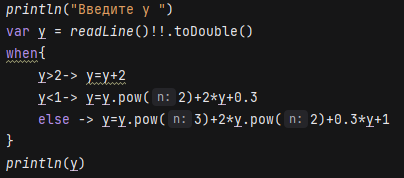 println("Введите y ")
var y = readLine()!!.toDouble()
when{
    y>2-> y=y+2
    y<1-> y=y.pow( n: 2)+2*y+0.3
    else -> y=y.pow( n: 3)+2*y.pow( n: 2)+0.3*y+1
}
println(y)